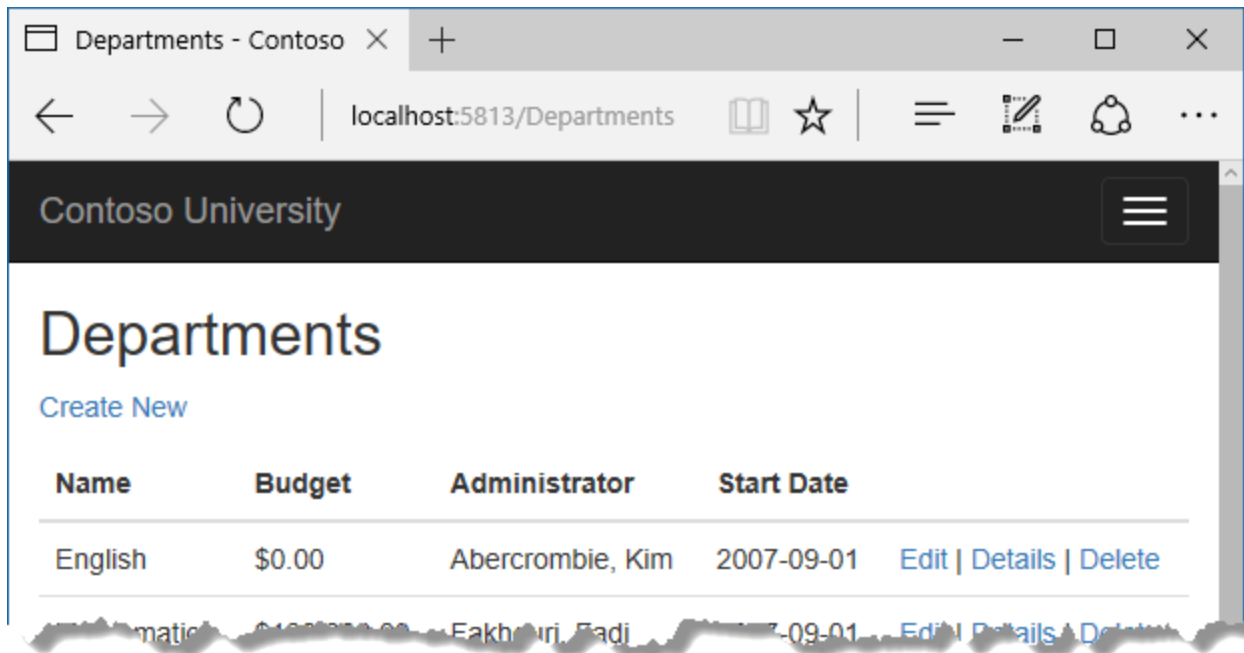 Departments - Contoso
localhost:5813/Departments
Contoso University
Departments
Create New
Name Budget Administrator Start Date
English $0.00 Abercrombie, Kim 2007-09-01 Edit | Details | Delete